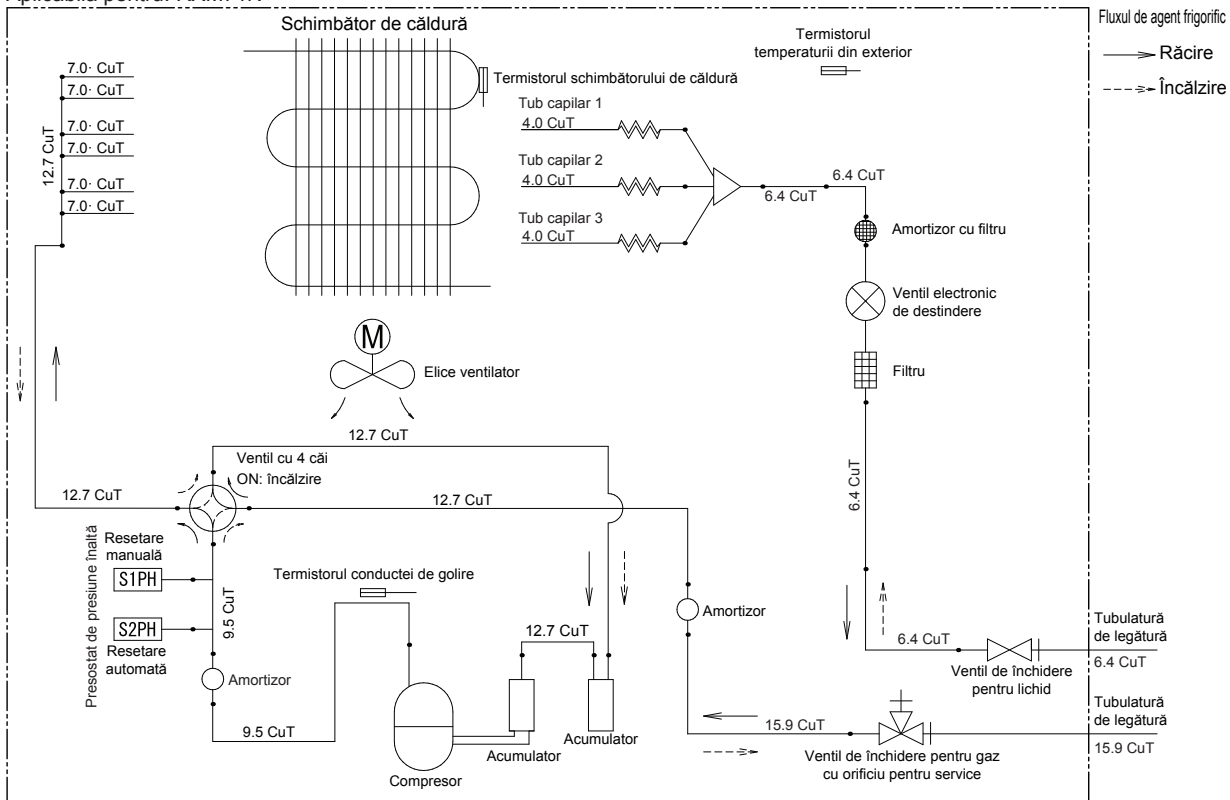 Schimbător de căldură
Fluxul de agent frigorific
Răcire
Încălzire
Termistorul
temperaturii din exterior
Termistorul schimbătorului de căldură
7.0· CuT
7.0· CuT
7.0· CuT
7.0· CuT
7.0· CuT
7.0· CuT
12.7 CuT
Tub capilar 1
4.0 CuT
Tub capilar 2
4.0 CuT
Tub capilar 3
4.0 CuT
6.4 CuT
6.4 CuT
Amortizor cu filtru
Ventil electronic
de destindere
Filtru
M
Elice ventilator
12.7 CuT
Ventil cu 4 căi
ON: încălzire
12.7 CuT
12.7 CuT
6.4 CuT
Presostat de presiune înaltă
Resetare
manuală
S1PH
S2PH
Resetare
automată
9.5 CuT
Termistorul conductei de golire
Amortizor
9.5 CuT
Compresor
12.7 CuT
Acumulator
Acumulator
Amortizor
6.4 CuT
Ventil de închidere
pentru lichid
Tubulatură
de legătură
6.4 CuT
15.9 CuT
Ventil de închidere pentru gaz
cu orificiu pentru service
Tubulatură
de legătură
15.9 CuT